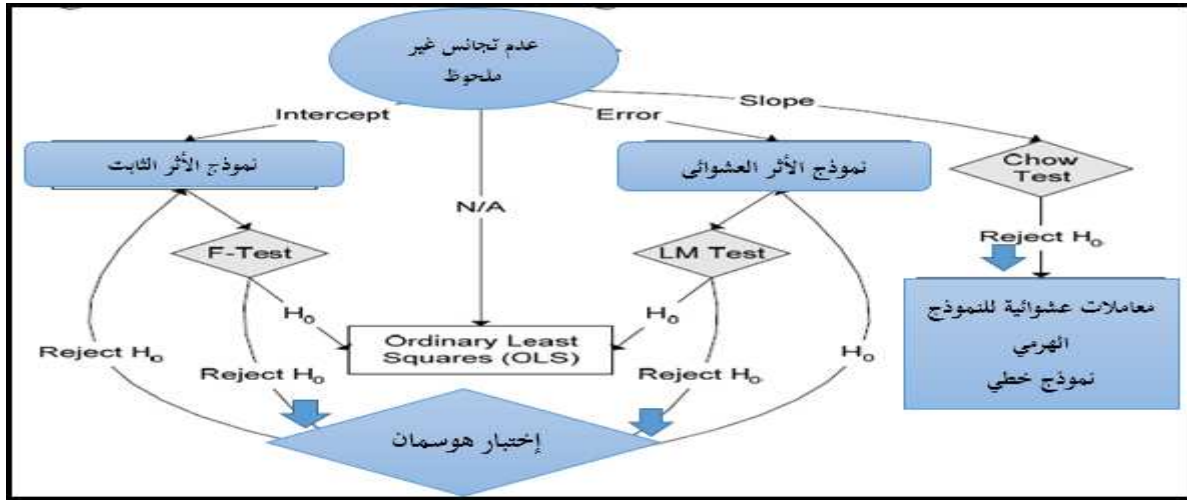 عدم تجانس غير
ملحوظ
Intercept
Error
Slope
نموذج الأثر الثابت
نموذج الأثر العشوائى
Chow
Test
N/A
F-Test
LM Test
Reject H₀
معاملات عشوائية للنموذج
الهرمي
نموذج خطي
H₀
H₀
Ordinary Least
Squares (OLS)
Reject H₀
Reject H₀
Reject H₀
H₀
إختبار هوسمان